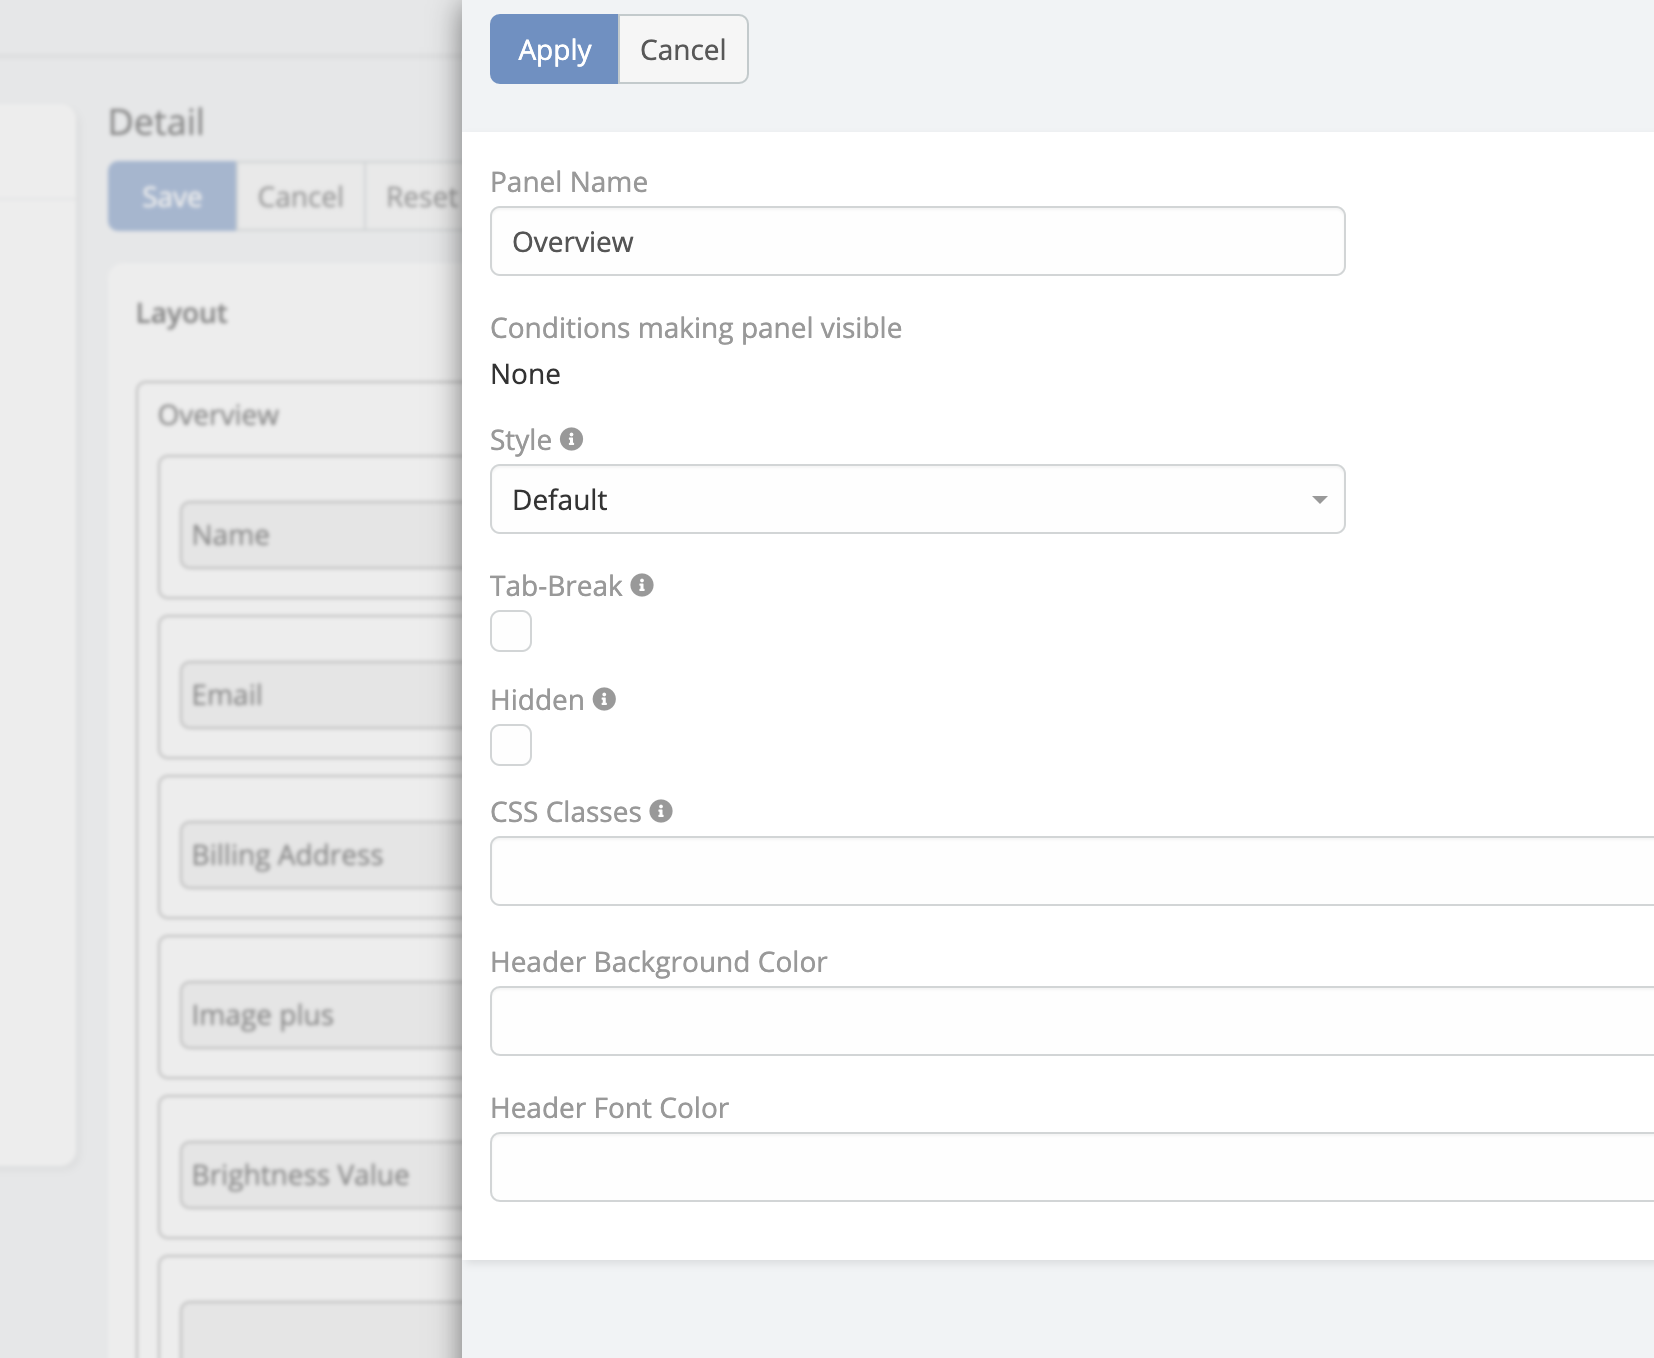 Apply Cancel
Detail
Save Cancel Reset
Layout
Overview
Name
Email
Billing Address
Image plus
Brightness Value
Panel Name
Overview
Conditions making panel visible
None
Style
Default
Tab-Break
Hidden
CSS Classes
Header Background Color
Header Font Color